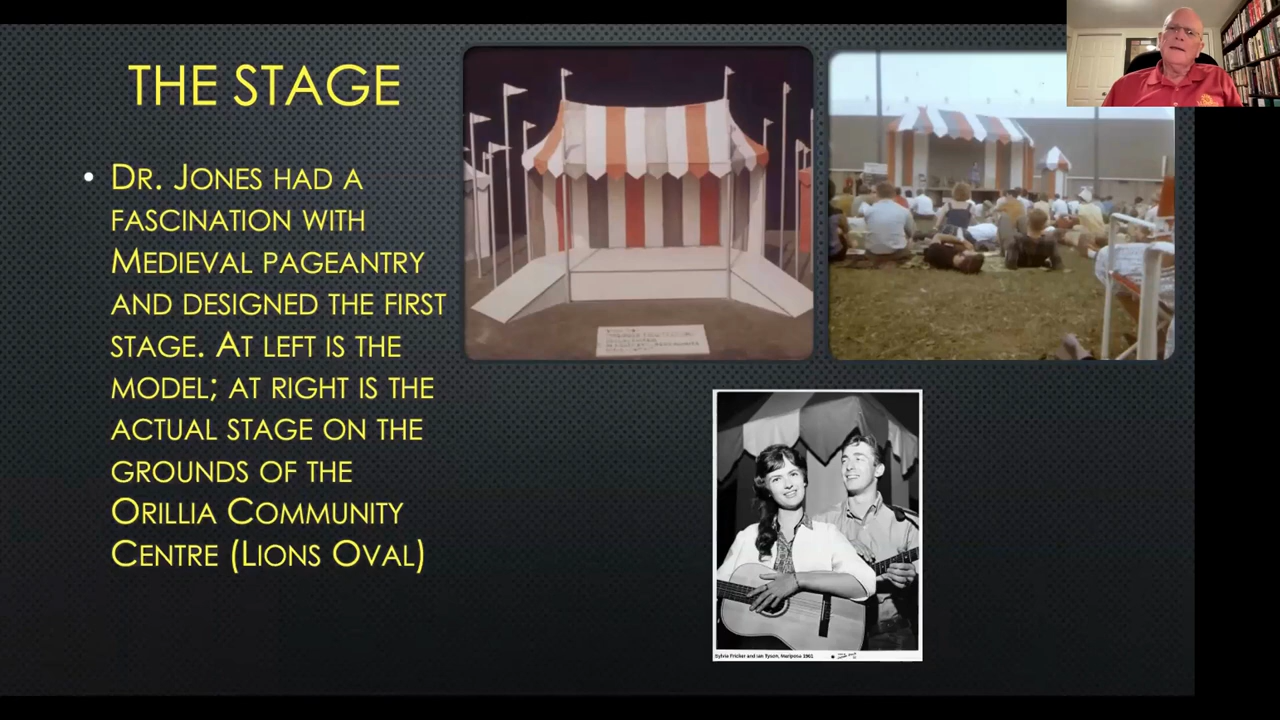 THE STAGE
• DR. JONES HAD A
FASCINATION WITH
MEDIEVAL PAGEANTRY
AND DESIGNED THE FIRST
STAGE. AT LEFT IS THE
MODEL; AT RIGHT IS THE
ACTUAL STAGE ON THE
GROUNDS OF THE
ORILLIA COMMUNITY
CENTRE (LIONS OVAL)
Sylvia Fricker and Ian Tyson, Mariposa 1961